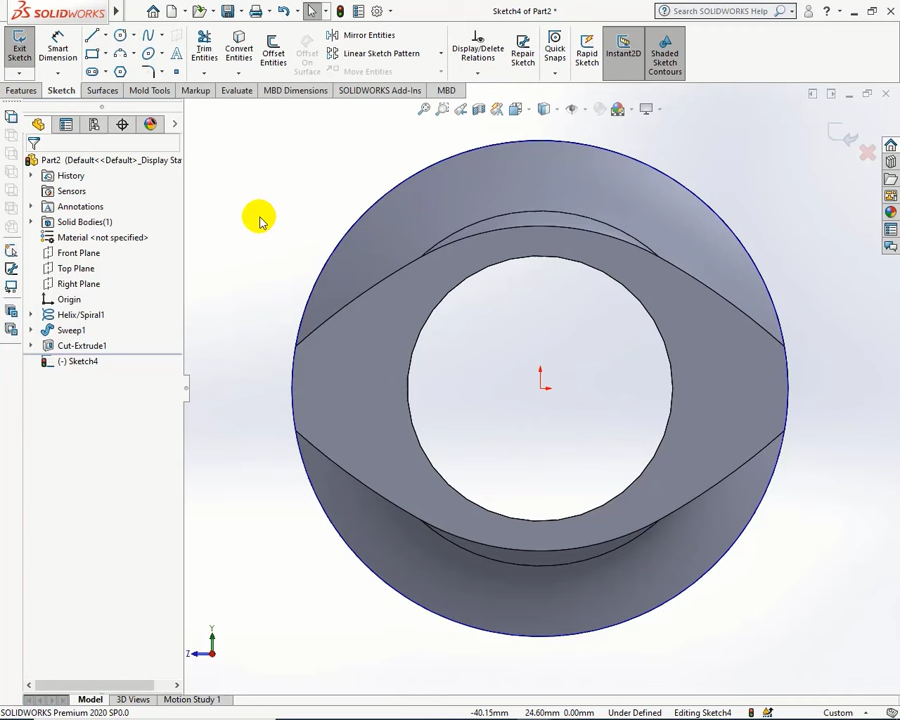 SOLIDWORKS
Sketch4 of Part2 *
Search SOLIDWORKS Help
Exit Sketch
Smart Dimension
Trim Entities
Convert Entities
Offset Entities
Offset On Surface
Mirror Entities
Linear Sketch Pattern
Move Entities
Display/Delete Relations
Repair Sketch
Quick Snaps
Rapid Sketch
Instant2D
Shaded Sketch Contours
Features
Sketch
Surfaces
Mold Tools
Markup
Evaluate
MBD Dimensions
SOLIDWORKS Add-Ins
MBD
Part2 (Default<<Default>_Display Sta
History
Sensors
Annotations
Solid Bodies(1)
Material <not specified>
Front Plane
Top Plane
Right Plane
Origin
Helix/Spiral1
Sweep1
Cut-Extrude1
(-) Sketch4
Y
Z
Model
3D Views
Motion Study 1
SOLIDWORKS Premium 2020 SP0.0
-40.15mm
24.60mm 0.00mm
Under Defined
Editing Sketch4
Custom